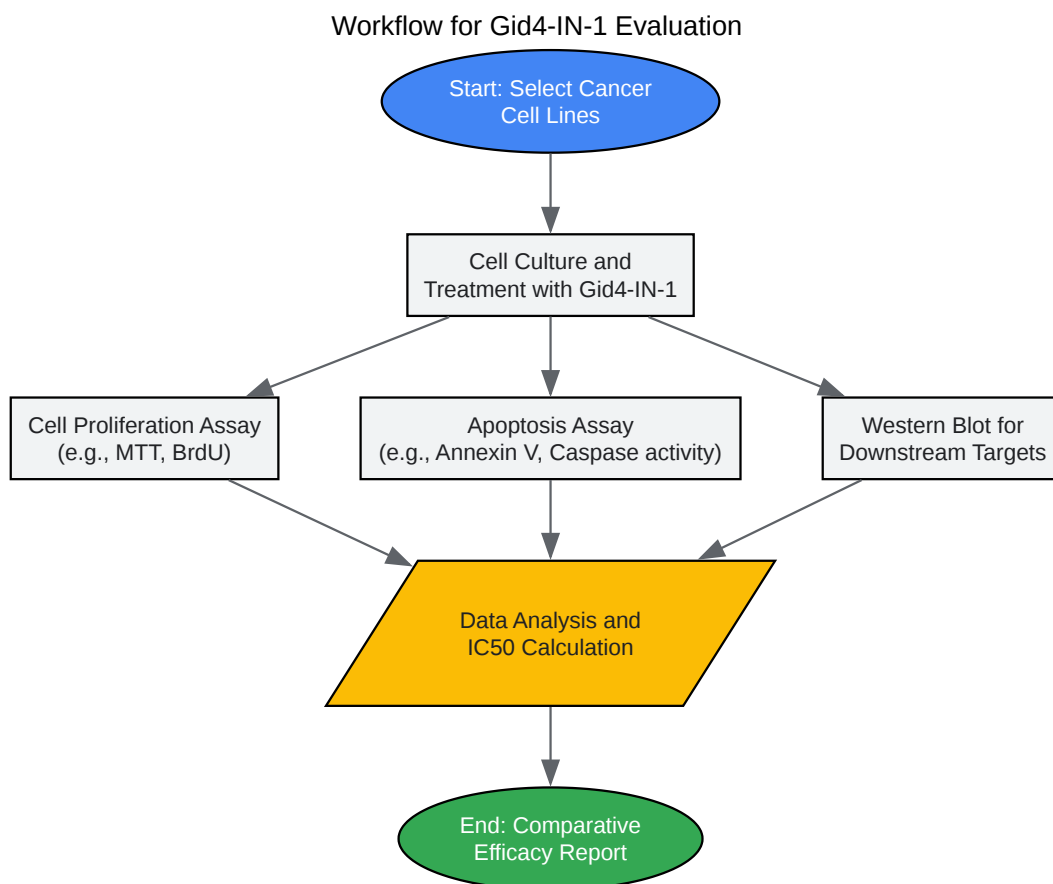 Workflow for Gid4-IN-1 Evaluation
Start: Select Cancer
Cell Lines
Cell Culture and
Treatment with Gid4-IN-1
Cell Proliferation Assay
(e.g., MTT, BrdU)
Apoptosis Assay
(e.g., Annexin V, Caspase activity)
Western Blot for
Downstream Targets
Data Analysis and
IC50 Calculation
End: Comparative
Efficacy Report